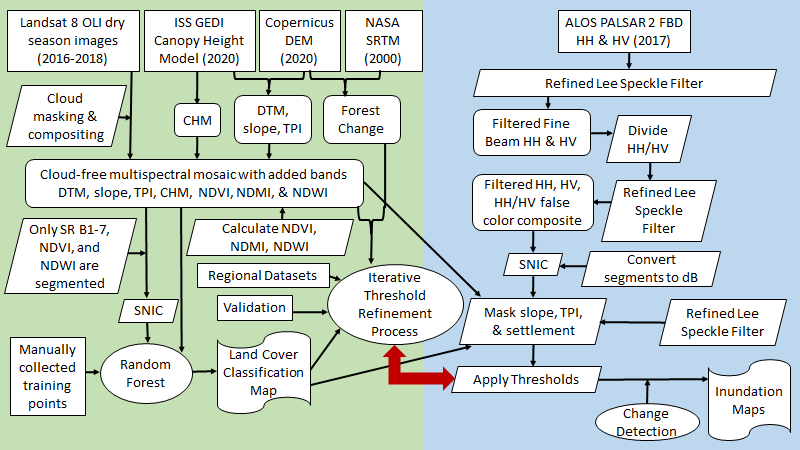 Landsat 8 OLI dry
season images
(2016-2018)
ISS GEDI
Canopy Height
Model (2020)
Copernicus
DEM
(2020)
NASA
SRTM
(2000)
Cloud
masking &
compositing
CHM
DTM,
slope, TPI
Forest
Change
Cloud-free multispectral mosaic with added bands
DTM, slope, TPI, CHM, NDVI, NDMI, & NDWI
Only SR B1-7,
NDVI, and
NDWI are
segmented
Calculate NDVI,
NDMI, NDWI
Regional Datasets
Validation
Iterative
Threshold
Refinement
Process
SNIC
Manually
collected
training
points
Random
Forest
Land Cover
Classification
Map
ALOS PALSAR 2 FBD
HH & HV (2017)
Refined Lee Speckle Filter
Filtered Fine
Beam HH & HV
Divide
HH/HV
Filtered HH, HV,
HH/HV false
color composite
Refined Lee
Speckle
Filter
SNIC
Convert
segments to dB
Mask slope, TPI,
& settlement
Refined Lee
Speckle Filter
Apply Thresholds
Change
Detection
Inundation
Maps